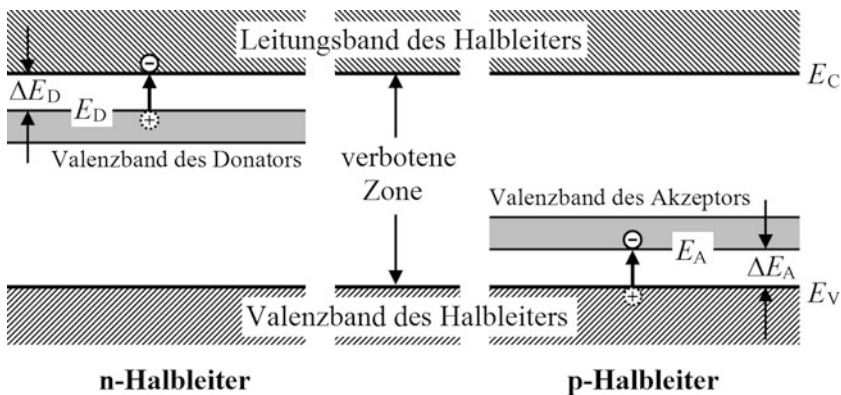 Leitungsband des Halbleiters
E_C
ΔE_D
E_D
Valenzband des Donators
verbotene
Zone
Valenzband des Akzeptors
E_A
ΔE_A
E_V
Valenzband des Halbleiters
n-Halbleiter
p-Halbleiter